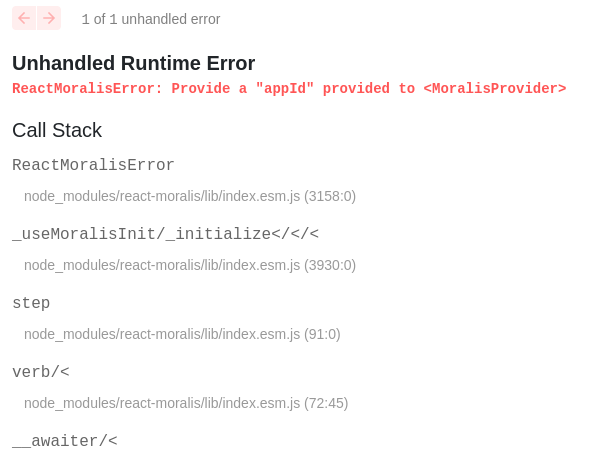 1 of 1 unhandled error
Unhandled Runtime Error
ReactMoralisError: Provide a "appId" provided to <MoralisProvider>
Call Stack
ReactMoralisError
node_modules/react-moralis/lib/index.esm.js (3158:0)
_useMoralisInit/_initialize</</<
node_modules/react-moralis/lib/index.esm.js (3930:0)
step
node_modules/react-moralis/lib/index.esm.js (91:0)
verb/<
node_modules/react-moralis/lib/index.esm.js (72:45)
__awaiter/<